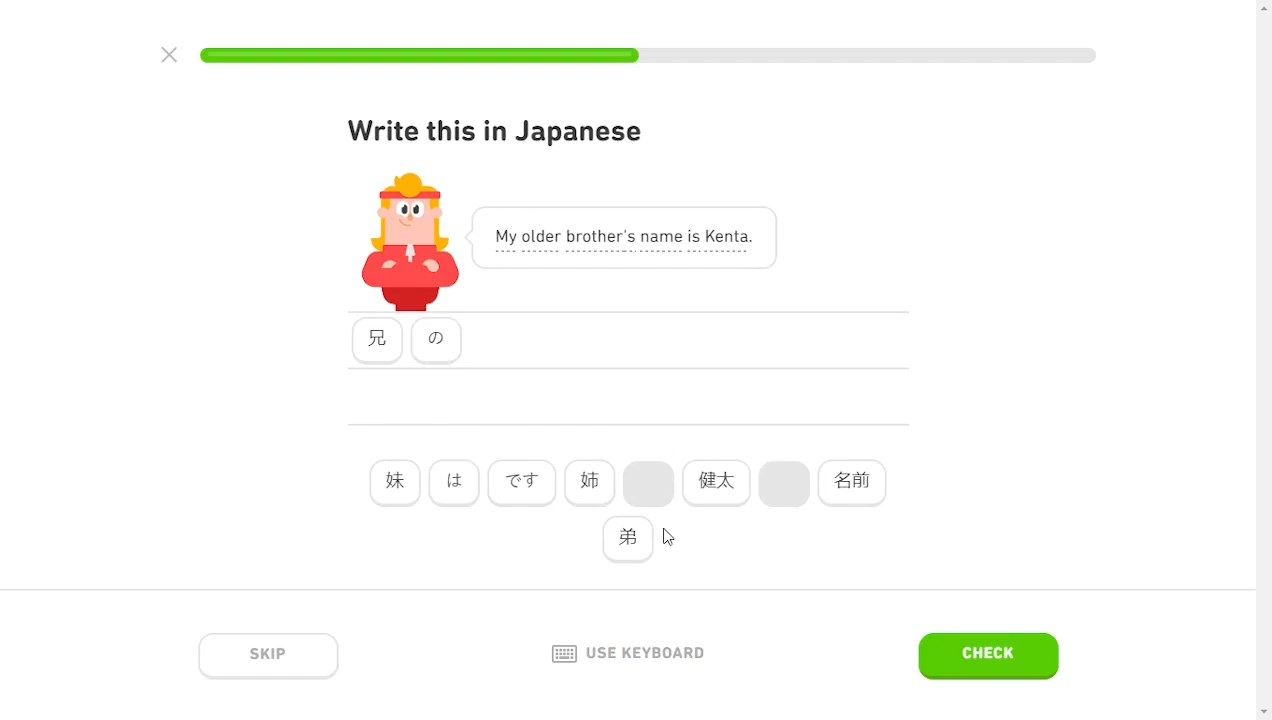 Write this in Japanese
My older brother's name is Kenta.
兄 の
妹 は です 姉 健太 名前
弟
SKIP USE KEYBOARD CHECK